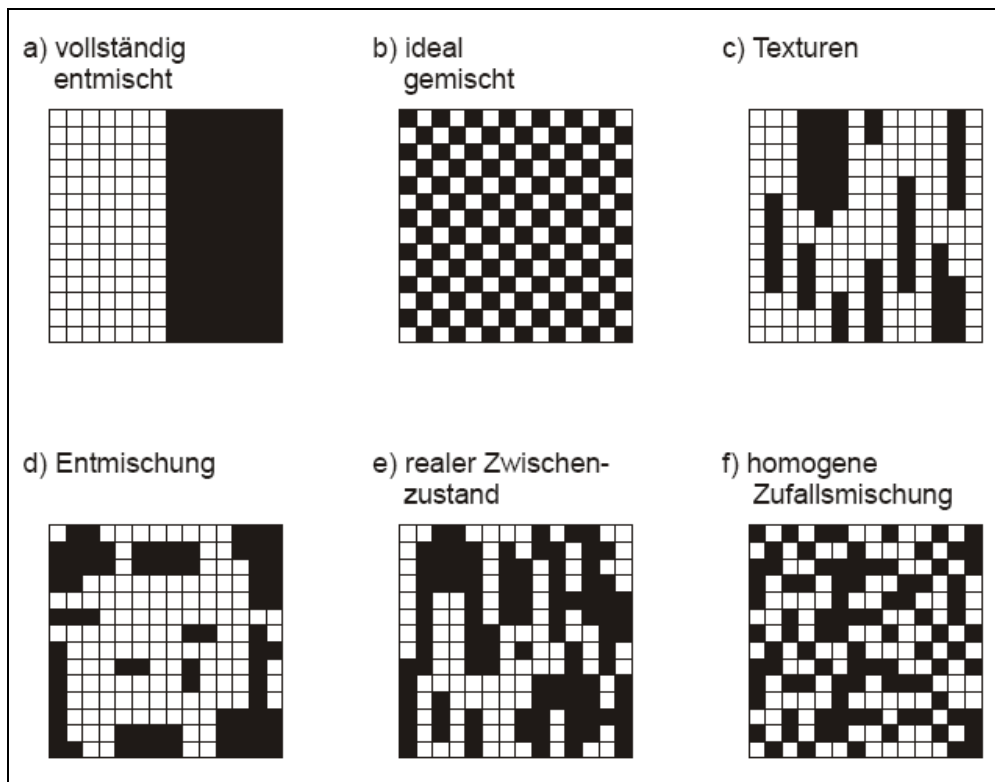 a) vollständig
entmischt
b) ideal
gemischt
c) Texturen
d) Entmischung
e) realer Zwischen-
zustand
f) homogene
Zufallsmischung